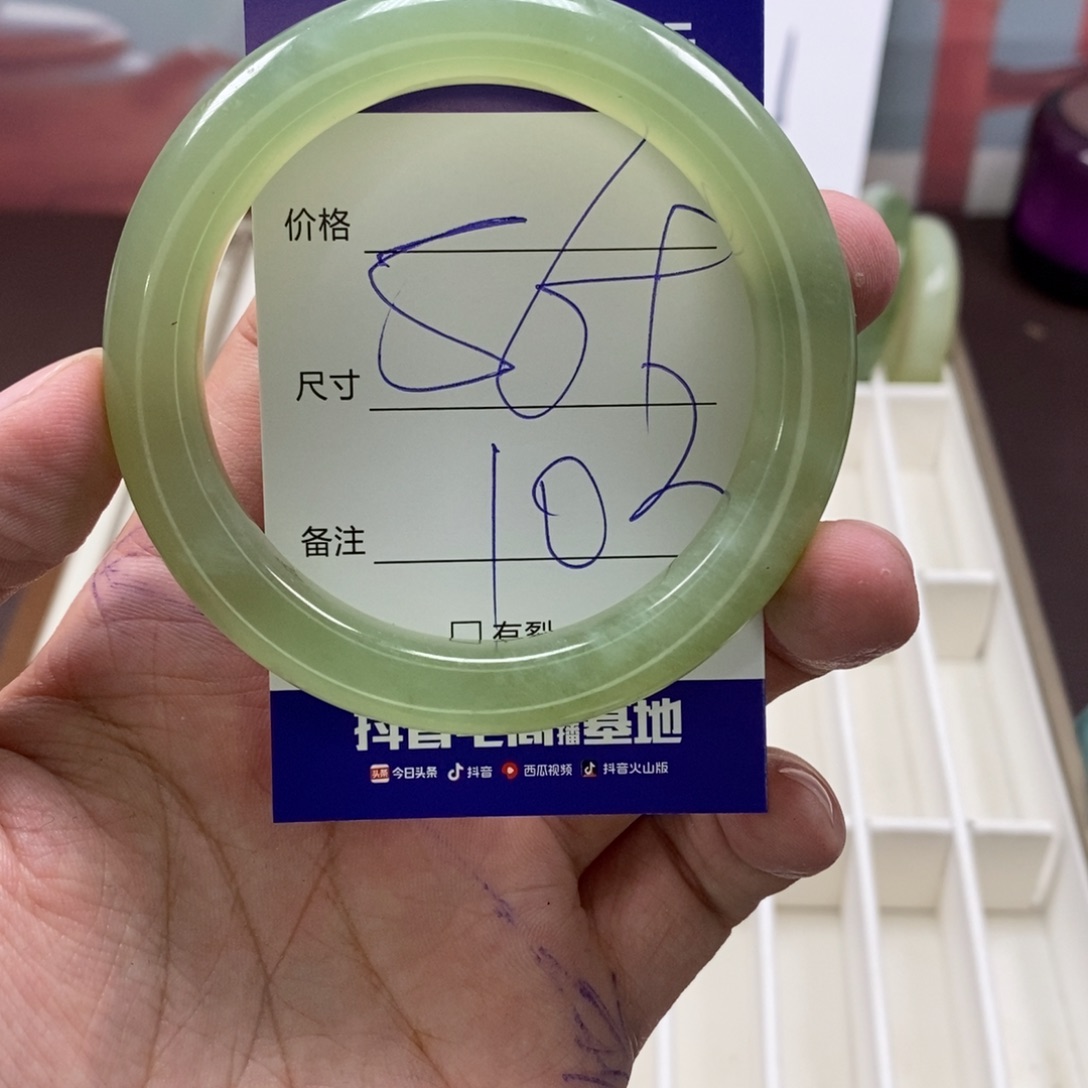 价格
尺寸
备注 102
口有裂
抖音电商直播基地
今日头条 抖音 西瓜视频 抖音火山版